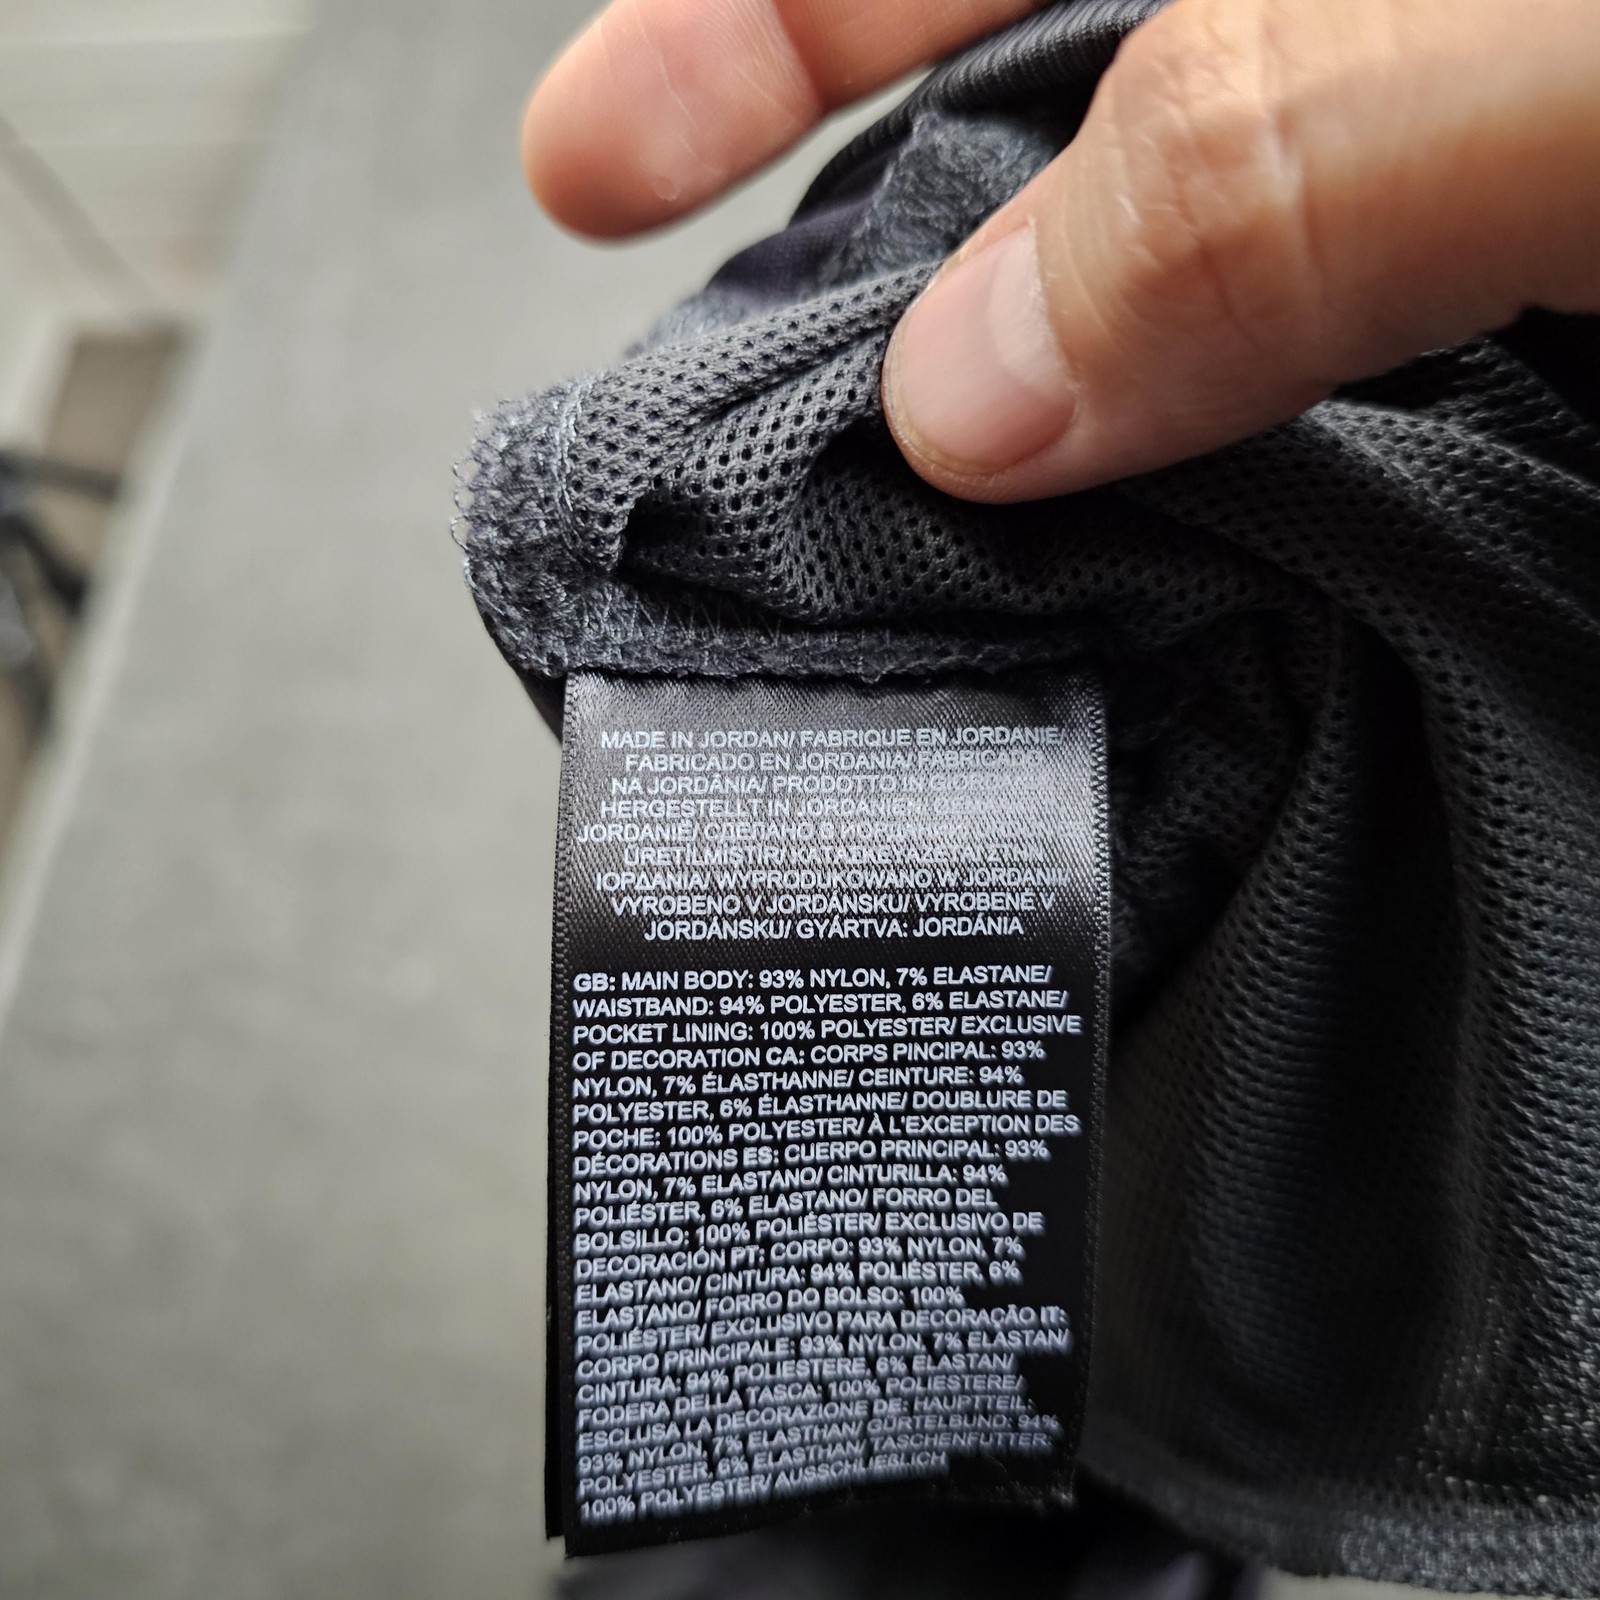 MADE IN JORDAN/ FABRIQUE EN JORDANIE/
FABRICADO EN JORDANIA/ FABRICADO
NA JORDÂNIA/ PRODOTTO IN
HERGESTELLT IN JORDANIEN/
JORDANIE/ СДЕЛАНО В
ÜRETİLMİŞTİR/
ΙΟΡΔΑΝΙΑ/ WYPRODUKOWANO W JORDANII/
VYROBENO V JORDÁNSKU/ VYROBENÉ V
JORDÁNSKU/ GYÁRTVA: JORDÁNIA
GB: MAIN BODY: 93% NYLON, 7% ELASTANE/
WAISTBAND: 94% POLYESTER, 6% ELASTANE/
POCKET LINING: 100% POLYESTER/ EXCLUSIVE
OF DECORATION CA: CORPS PINCIPAL: 93%
NYLON, 7% ÉLASTHANNE/ CEINTURE: 94%
POLYESTER, 6% ÉLASTHANNE/ DOUBLURE DE
POCHE: 100% POLYESTER/ À L'EXCEPTION DES
DÉCORATIONS ES: CUERPO PRINCIPAL: 93%
NYLON, 7% ELASTANO/ CINTURILLA: 94%
POLIÉSTER, 6% ELASTANO/ FORRO DEL
BOLSILLO: 100% POLIÉSTER/ EXCLUSIVO DE
DECORACIÓN PT: CORPO: 93% NYLON, 7%
ELASTANO/ CINTURA: 94% POLIÉSTER, 6%
ELASTANO/ FORRO DO BOLSO: 100%
POLIÉSTER/ EXCLUSIVO PARA DECORAÇÃO IT:
CORPO PRINCIPALE: 93% NYLON, 7% ELASTAN/
CINTURA: 94% POLIESTERE, 6% ELASTAN/
FODERA DELLA TASCA: 100% POLIESTERE/
ESCLUSA LA DECORAZIONE DE: HAUPTTEIL:
93% NYLON, 7% ELASTHAN/ GÜRTELBUND: 94%
POLYESTER, 6% ELASTHAN/ TASCHENFUTTER:
100% POLYESTER/ AUSSCHLIEßLICH